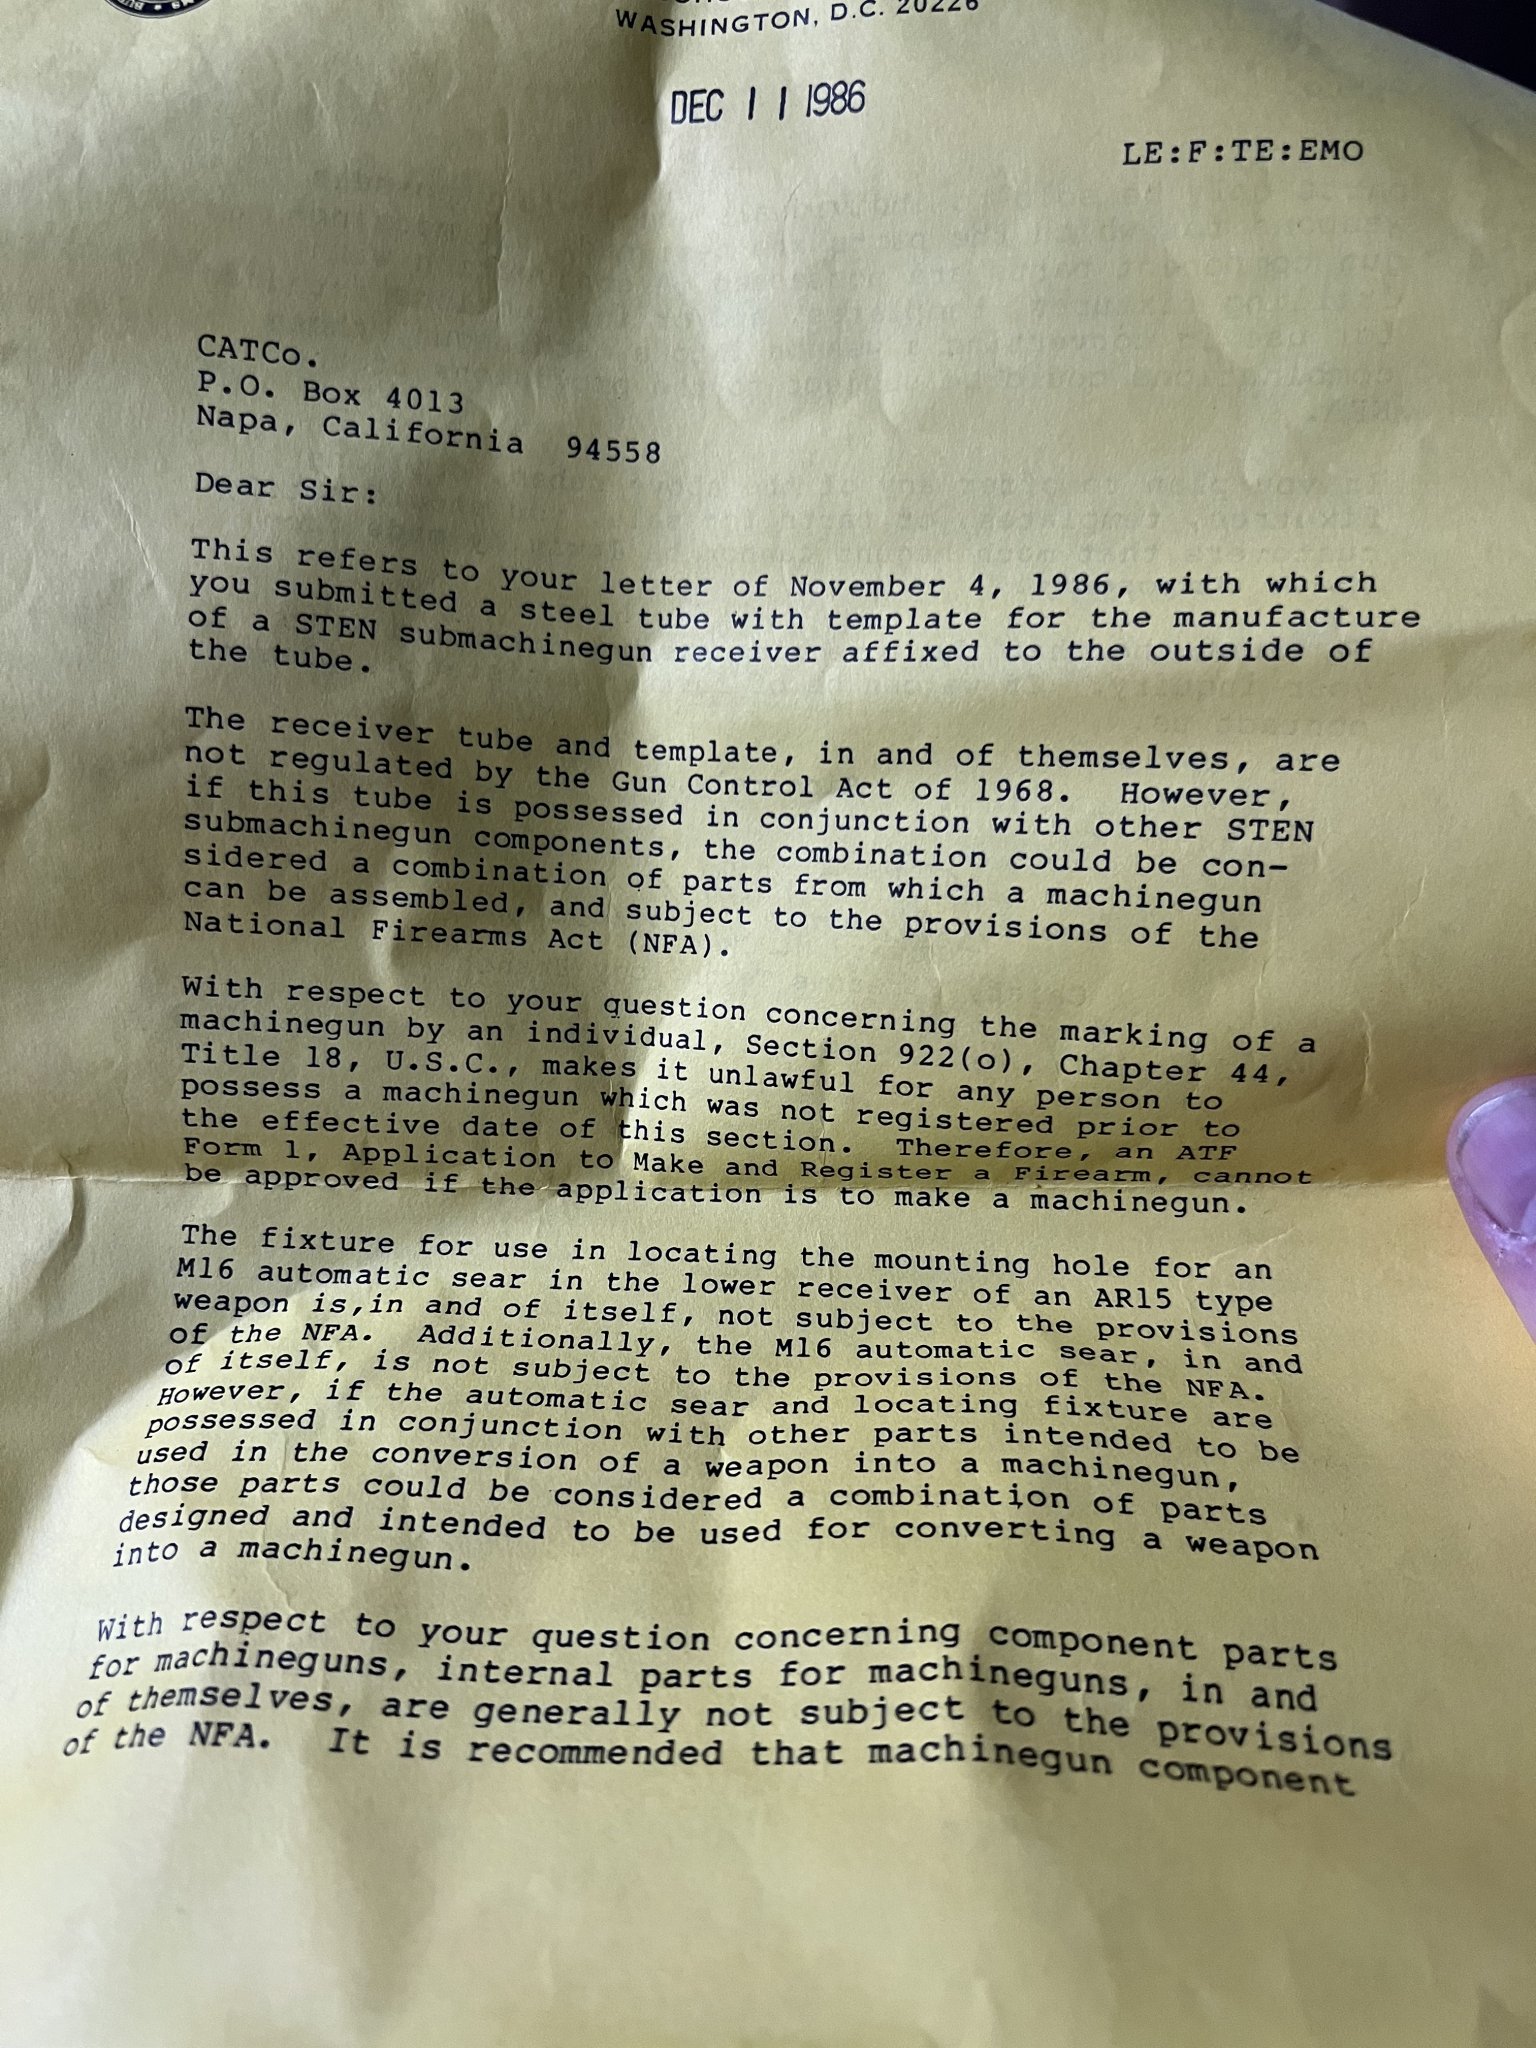 WASHINGTON, D.C. 20226
DEC 11 1986
LE:F:TE:EMO
CATCo.
P.O. Box 4013
Napa, California 94558
Dear Sir:
This refers to your letter of November 4, 1986, with which
you submitted a steel tube with template for the manufacture
of a STEN submachinegun receiver affixed to the outside of
the tube.
The receiver tube and template, in and of themselves, are
not regulated by the Gun Control Act of 1968. However,
if this tube is possessed in conjunction with other STEN
submachinegun components, the combination could be con-
sidered a combination of parts from which a machinegun
can be assembled, and subject to the provisions of the
National Firearms Act (NFA).
With respect to your question concerning the marking of a
machinegun by an individual, Section 922(o), Chapter 44,
Title 18, U.S.C., makes it unlawful for any person to
possess a machinegun which was not registered prior to
the effective date of this section. Therefore, an ATF
Form 1, Application to Make and Register a Firearm, cannot
be approved if the application is to make a machinegun.
The fixture for use in locating the mounting hole for an
M16 automatic sear in the lower receiver of an AR15 type
weapon is,in and of itself, not subject to the provisions
of the NFA. Additionally, the M16 automatic sear, in and
of itself, is not subject to the provisions of the NFA.
However, if the automatic sear and locating fixture are
possessed in conjunction with other parts intended to be
used in the conversion of a weapon into a machinegun,
those parts could be considered a combination of parts
designed and intended to be used for converting a weapon
into a machinegun.
With respect to your question concerning component parts
for machineguns, internal parts for machineguns, in and
of themselves, are generally not subject to the provisions
of the NFA. It is recommended that machinegun component